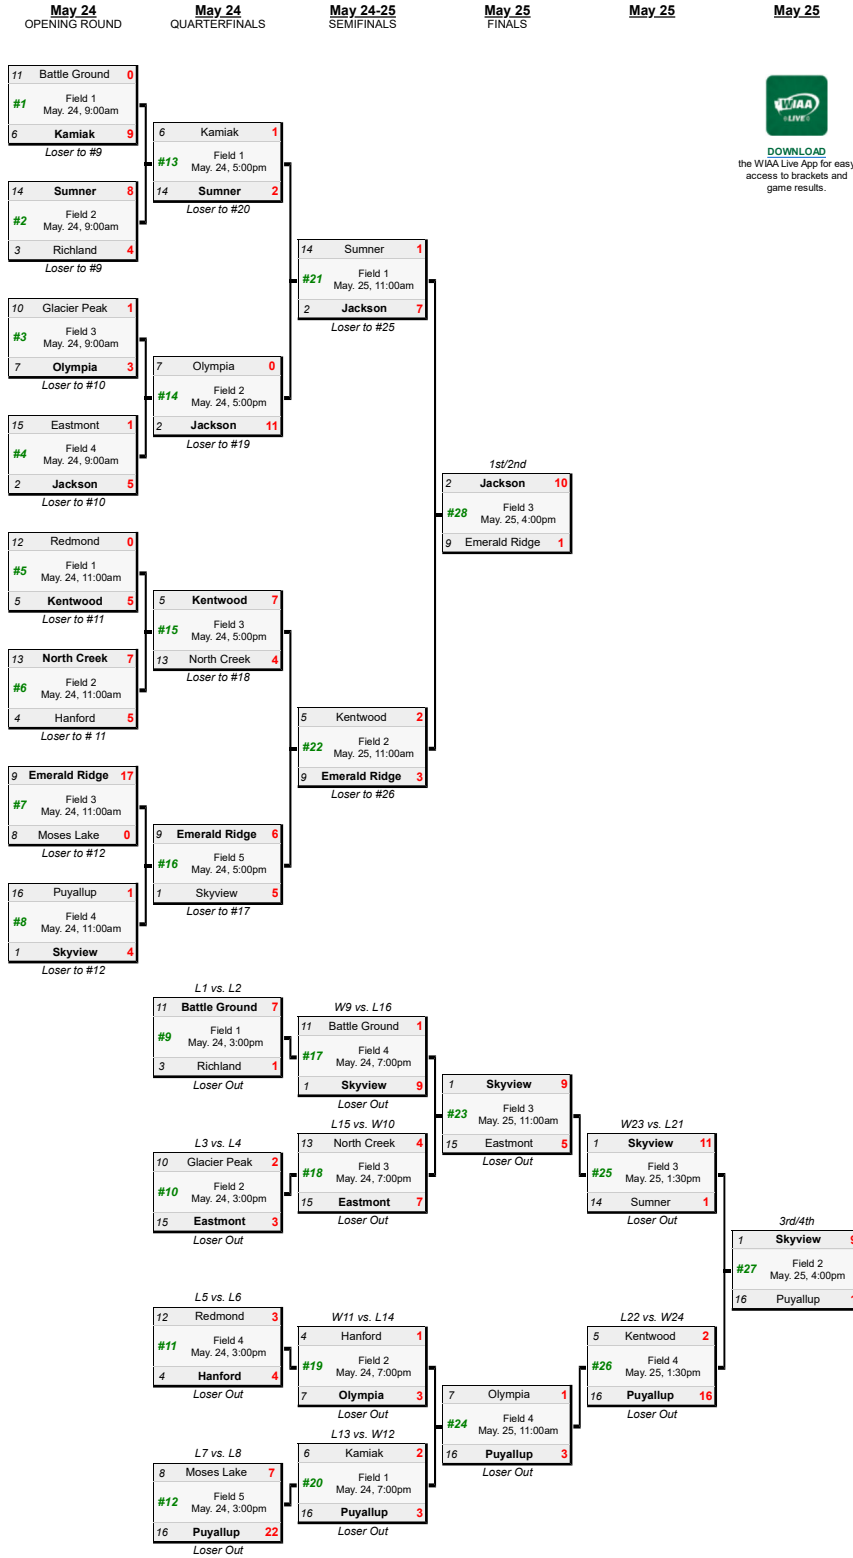 May 24
OPENING ROUND
May 24
QUARTERFINALS
May 24-25
SEMIFINALS
May 25
FINALS
May 25
May 25
WIAA
LIVE
DOWNLOAD
the WIAA Live App for easy
access to brackets and
game results.
11 Battle Ground 0
#1 Field 1
May. 24, 9:00am
6 Kamiak 9
Loser to #9
14 Sumner 8
#2 Field 2
May. 24, 9:00am
3 Richland 4
Loser to #9
10 Glacier Peak 1
#3 Field 3
May. 24, 9:00am
7 Olympia 3
Loser to #10
15 Eastmont 1
#4 Field 4
May. 24, 9:00am
2 Jackson 5
Loser to #10
12 Redmond 0
#5 Field 1
May. 24, 11:00am
5 Kentwood 5
Loser to #11
13 North Creek 7
#6 Field 2
May. 24, 11:00am
4 Hanford 5
Loser to # 11
9 Emerald Ridge 17
#7 Field 3
May. 24, 11:00am
8 Moses Lake 0
Loser to #12
16 Puyallup 1
#8 Field 4
May. 24, 11:00am
1 Skyview 4
Loser to #12
6 Kamiak 1
#13 Field 1
May. 24, 5:00pm
14 Sumner 2
Loser to #20
7 Olympia 0
#14 Field 2
May. 24, 5:00pm
2 Jackson 11
Loser to #19
5 Kentwood 7
#15 Field 3
May. 24, 5:00pm
13 North Creek 4
Loser to #18
9 Emerald Ridge 6
#16 Field 5
May. 24, 5:00pm
1 Skyview 5
Loser to #17
14 Sumner 1
#21 Field 1
May. 25, 11:00am
2 Jackson 7
Loser to #25
5 Kentwood 2
#22 Field 2
May. 25, 11:00am
9 Emerald Ridge 3
Loser to #26
1st/2nd
2 Jackson 10
#28 Field 3
May. 25, 4:00pm
9 Emerald Ridge 1
L1 vs. L2
11 Battle Ground 7
#9 Field 1
May. 24, 3:00pm
3 Richland 1
Loser Out
L3 vs. L4
10 Glacier Peak 2
#10 Field 2
May. 24, 3:00pm
15 Eastmont 3
Loser Out
L5 vs. L6
12 Redmond 3
#11 Field 4
May. 24, 3:00pm
4 Hanford 4
Loser Out
L7 vs. L8
8 Moses Lake 7
#12 Field 5
May. 24, 3:00pm
16 Puyallup 22
Loser Out
W9 vs. L16
11 Battle Ground 1
#17 Field 4
May. 24, 7:00pm
1 Skyview 9
Loser Out
L15 vs. W10
13 North Creek 4
#18 Field 3
May. 24, 7:00pm
15 Eastmont 7
Loser Out
W11 vs. L14
4 Hanford 1
#19 Field 2
May. 24, 7:00pm
7 Olympia 3
Loser Out
L13 vs. W12
6 Kamiak 2
#20 Field 1
May. 24, 7:00pm
16 Puyallup 3
Loser Out
1 Skyview 9
#23 Field 3
May. 25, 11:00am
15 Eastmont 5
Loser Out
7 Olympia 1
#24 Field 4
May. 25, 11:00am
16 Puyallup 3
Loser Out
W23 vs. L21
1 Skyview 11
#25 Field 3
May 25, 1:30pm
14 Sumner 1
Loser Out
L22 vs. W24
5 Kentwood 2
#26 Field 4
May 25, 1:30pm
16 Puyallup 16
Loser Out
3rd/4th
1 Skyview
#27 Field 2
May. 25, 4:00pm
16 Puyallup